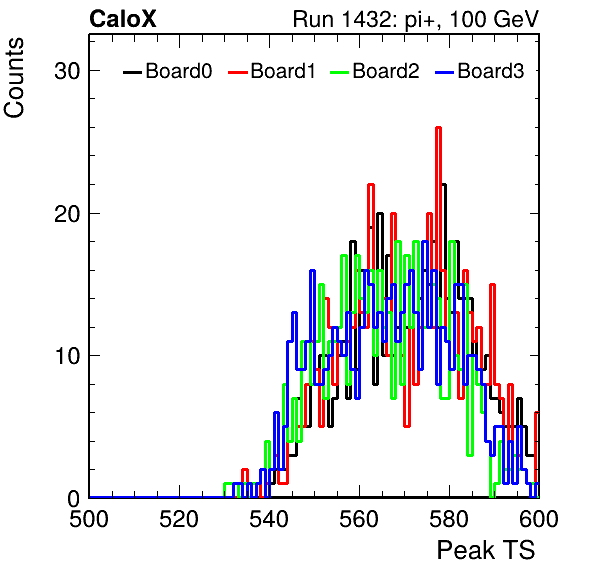 CaloX Run 1432: pi+, 100 GeV
Counts
Board0 Board1 Board2 Board3
30
20
10
0
500 520 540 560 580 600
Peak TS